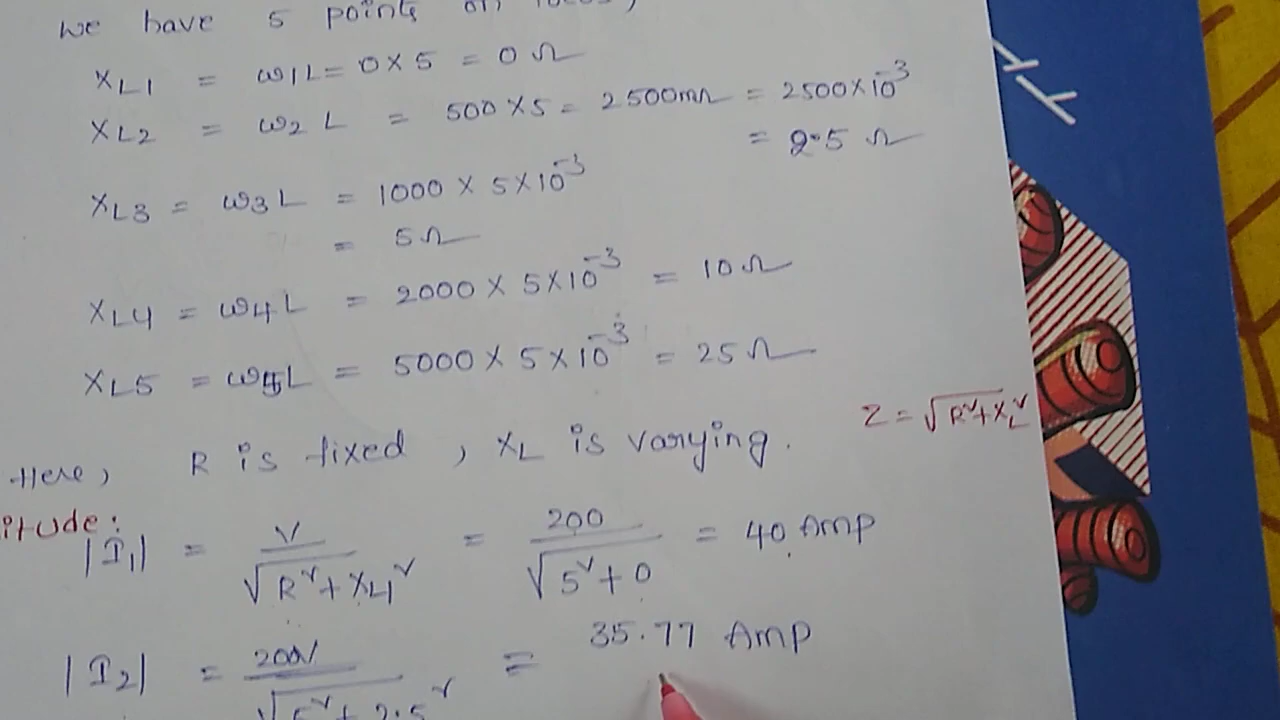 we have 5 points on
XL1 = ω1L = 0 × 5 = 0 Ω
XL2 = ω2 L = 500 × 5 = 2500mΩ = 2500×10⁻³
= 2.5 Ω
XL3 = ω3L = 1000 × 5×10⁻³
= 5Ω
XL4 = ω4L = 2000 × 5×10⁻³ = 10Ω
XL5 = ω5L = 5000 × 5×10⁻³ = 25Ω
Z = √R²+XL²
Here, R is fixed, XL is varying.
itude:
|I1| = V / √R²+XL1² = 200 / √5²+0 = 40 Amp
|I2| = 200V / √5²+2.5² = 35.77 Amp